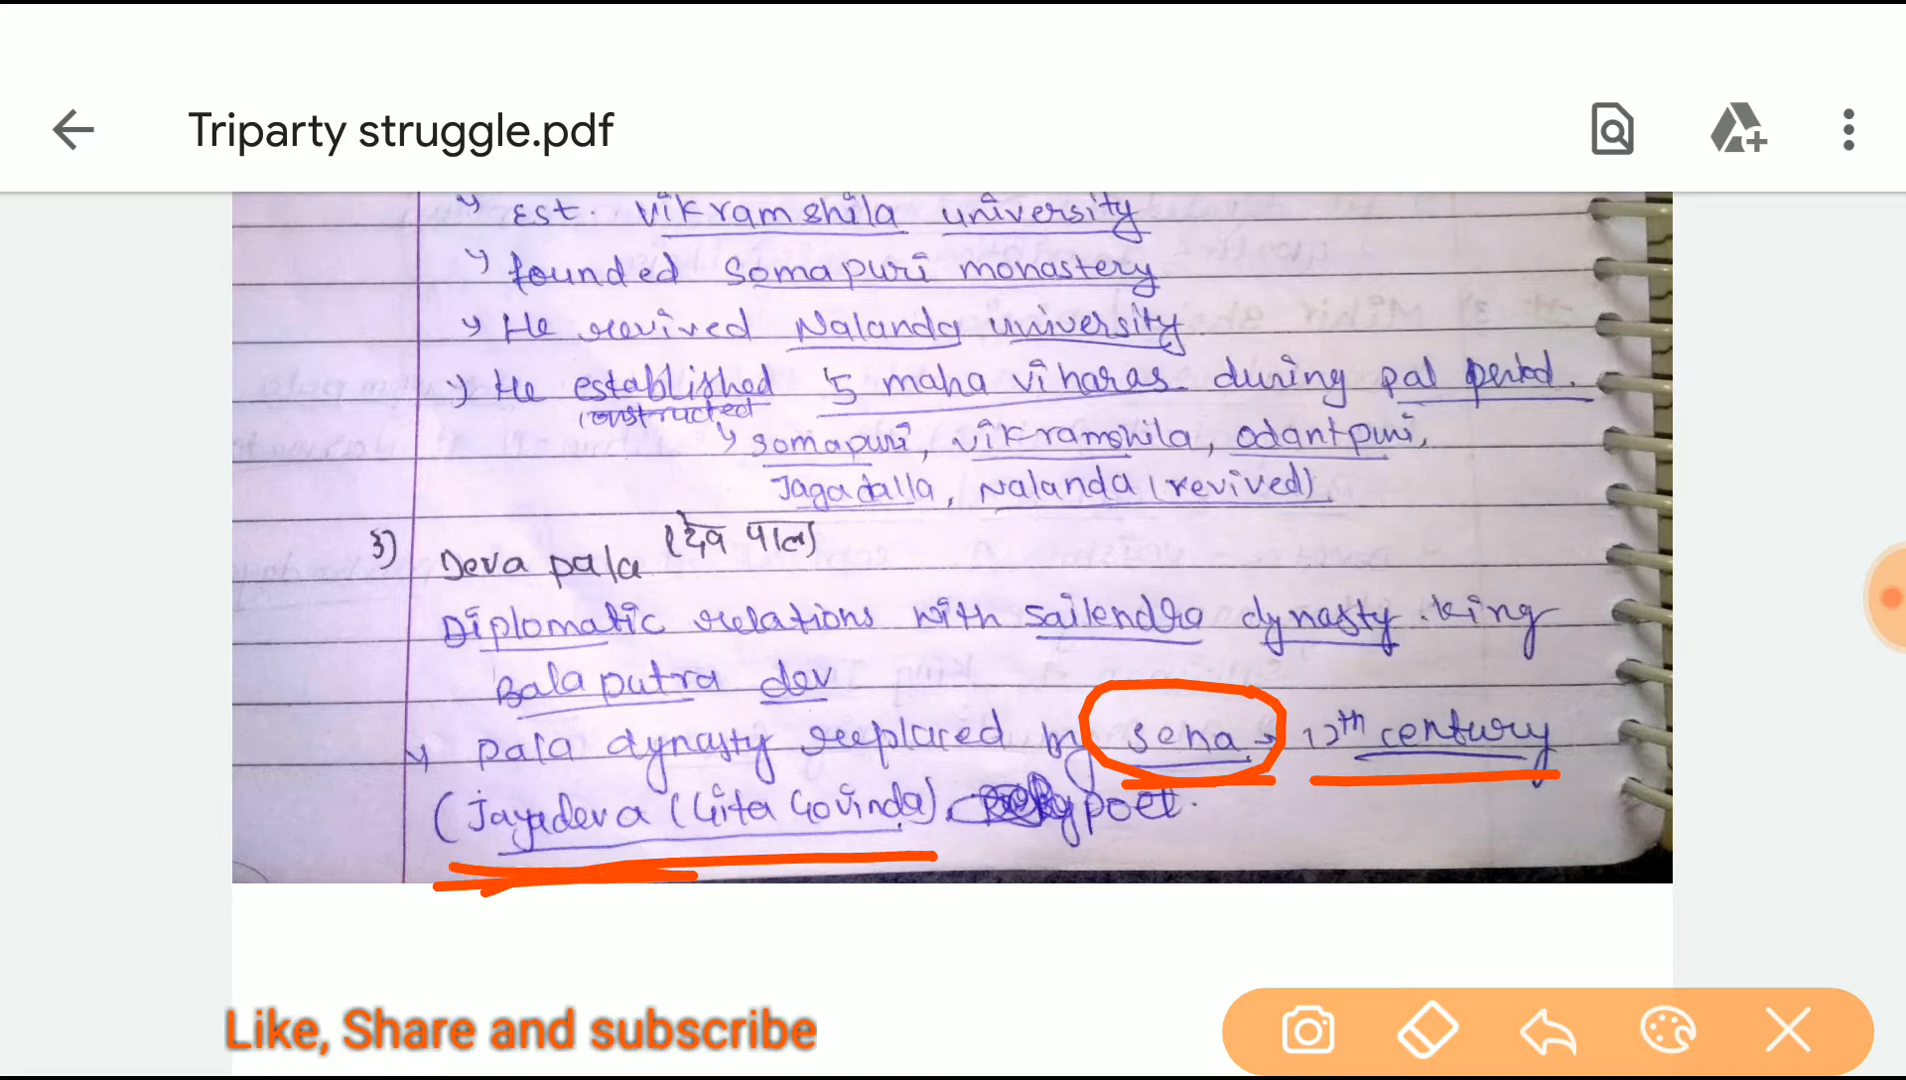 Triparty struggle.pdf
Est. Vikramshila university
founded Somapuri monastery
He revived Nalanda university
He established 5 maha viharas during pal period.
constructed
somapuri, vikramshila, odantpuri,
Jagadalla, Nalanda (revived)
3) Deva pala (देव पाल)
Diplomatic relations with sailendra dynasty king
Balaputra dev
pala dynasty replaced by sena → 12th century
(Jayadeva (Gita Govinda) poet.
Like, Share and subscribe